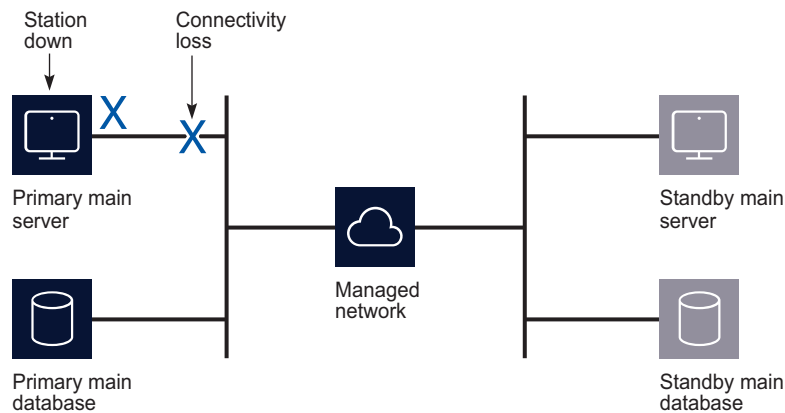 Station
down
Connectivity
loss
X
X
Primary main
server
Standby main
server
Managed
network
Primary main
database
Standby main
database